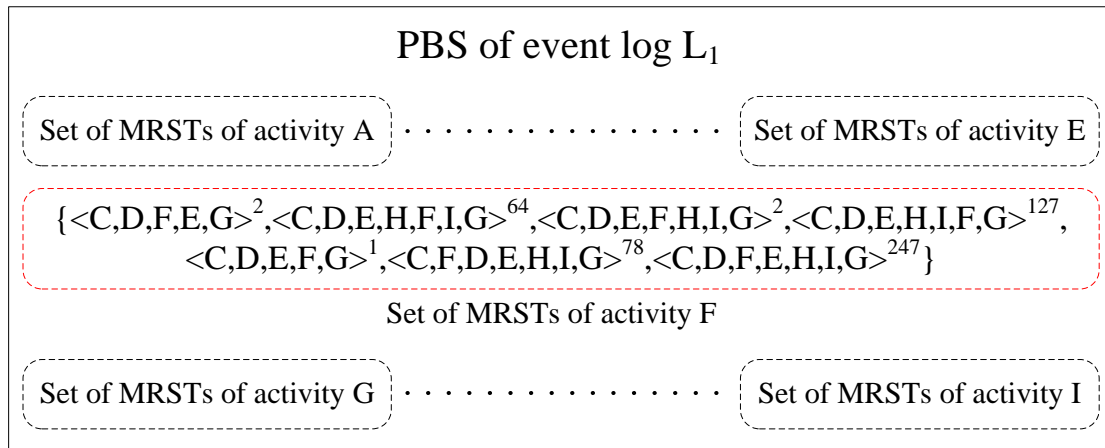 PBS of event log L₁
Set of MRSTs of activity A . . . . . . . . . . . . . . . . Set of MRSTs of activity E
{<C,D,F,E,G>²,<C,D,E,H,F,I,G>⁶⁴,<C,D,E,F,H,I,G>²,<C,D,E,H,I,F,G>¹²⁷,
<C,D,E,F,G>¹,<C,F,D,E,H,I,G>⁷⁸,<C,D,F,E,H,I,G>²⁴⁷}
Set of MRSTs of activity F
Set of MRSTs of activity G . . . . . . . . . . . . . . . . Set of MRSTs of activity I